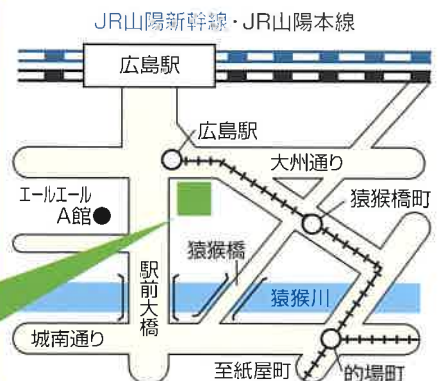 JR山陽新幹線・JR山陽本線
広島駅
広島駅
大州通り
エールエール
A館
猿猴橋町
猿猴橋
駅前大橋
猿猴川
城南通り
至紙屋町
的場町